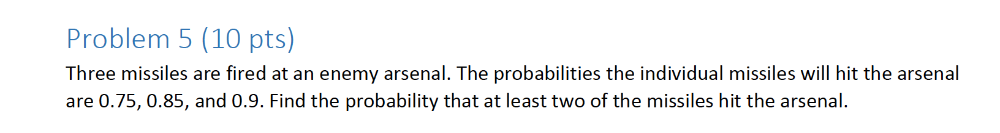 Problem 5 (10 pts)
Three missiles are fired at an enemy arsenal. The probabilities the individual missiles will hit the arsenal
are 0.75, 0.85, and 0.9. Find the probability that at least two of the missiles hit the arsenal.